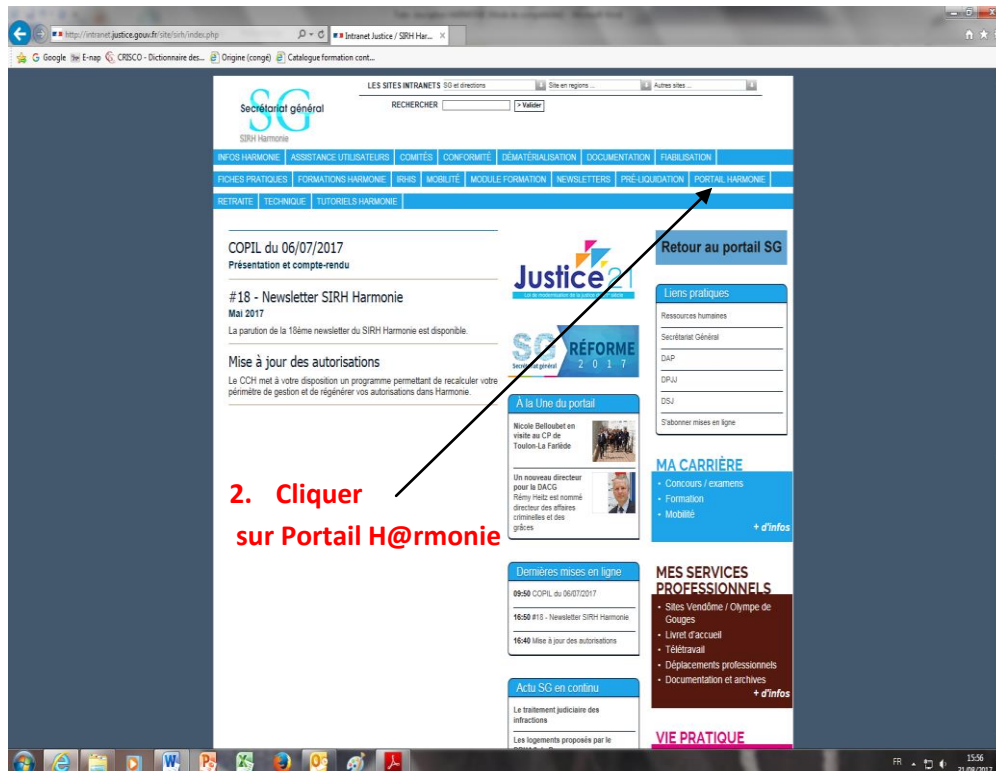 http://intranet.justice.gouv.fr/site/sirh/index.php
Intranet Justice / SIRH Har...
Google
E-nap
CRISCO - Dictionnaire des...
Origine (congé)
Catalogue formation cont...
LES SITES INTRANETS SG et directions
Site en regions ...
Autres sites ...
RECHERCHER
> Valider
SG
Secrétariat général
SIRH Harmonie
INFOS HARMONIE ASSISTANCE UTILISATEURS COMITÉS CONFORMITÉ DÉMATÉRIALISATION DOCUMENTATION FIABILISATION
FICHES PRATIQUES FORMATIONS HARMONIE IRHIS MOBILITÉ MODULE FORMATION NEWSLETTERS PRÉ-LIQUIDATION PORTAIL HARMONIE
RETRAITE TECHNIQUE TUTORIELS HARMONIE
COPIL du 06/07/2017
Présentation et compte-rendu
#18 - Newsletter SIRH Harmonie
Mai 2017
La parution de la 18éme newsletter du SIRH Harmonie est disponible.
Mise à jour des autorisations
Le CCH met à votre disposition un programme permettant de recalculer votre
périmètre de gestion et de régénérer vos autorisations dans Harmonie.
2. Cliquer
sur Portail H@rmonie
Justice 21
SG
Secrétariat général
RÉFORME
2 0 1 7
À la Une du portail
Nicole Belloubet en
visite au CP de
Toulon-La Farlède
Un nouveau directeur
pour la DACG
Rémy Heitz est nommé
directeur des affaires
criminelles et des
grâces
Dernières mises en ligne
09:50 COPIL du 06/07/2017
16:50 #18 - Newsletter SIRH Harmonie
16:40 Mise à jour des autorisations
Actu SG en continu
Le traitement judiciaire des
infractions
Les logements proposés par le
Retour au portail SG
Liens pratiques
Ressources humaines
Secrétariat Général
DAP
DPJJ
DSJ
S'abonner mises en ligne
MA CARRIÈRE
Concours / examens
Formation
Mobilité
+ d'infos
MES SERVICES
PROFESSIONNELS
Sites Vendôme / Olympe de
Gouges
Livret d'accueil
Télétravail
Déplacements professionnels
Documentation et archives
+ d'infos
VIE PRATIQUE
FR
15:56
21/08/2017